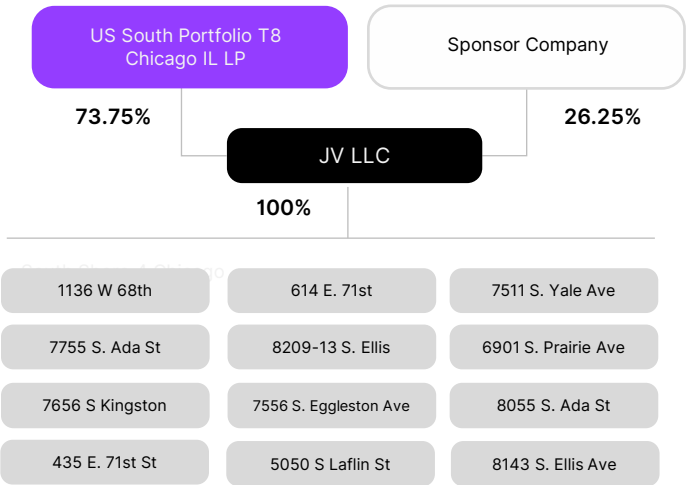 US South Portfolio T8
Chicago IL LP
Sponsor Company
73.75%
26.25%
JV LLC
100%
1136 W 68th
614 E. 71st
7511 S. Yale Ave
7755 S. Ada St
8209-13 S. Ellis
6901 S. Prairie Ave
7656 S Kingston
7556 S. Eggleston Ave
8055 S. Ada St
435 E. 71st St
5050 S Laflin St
8143 S. Ellis Ave